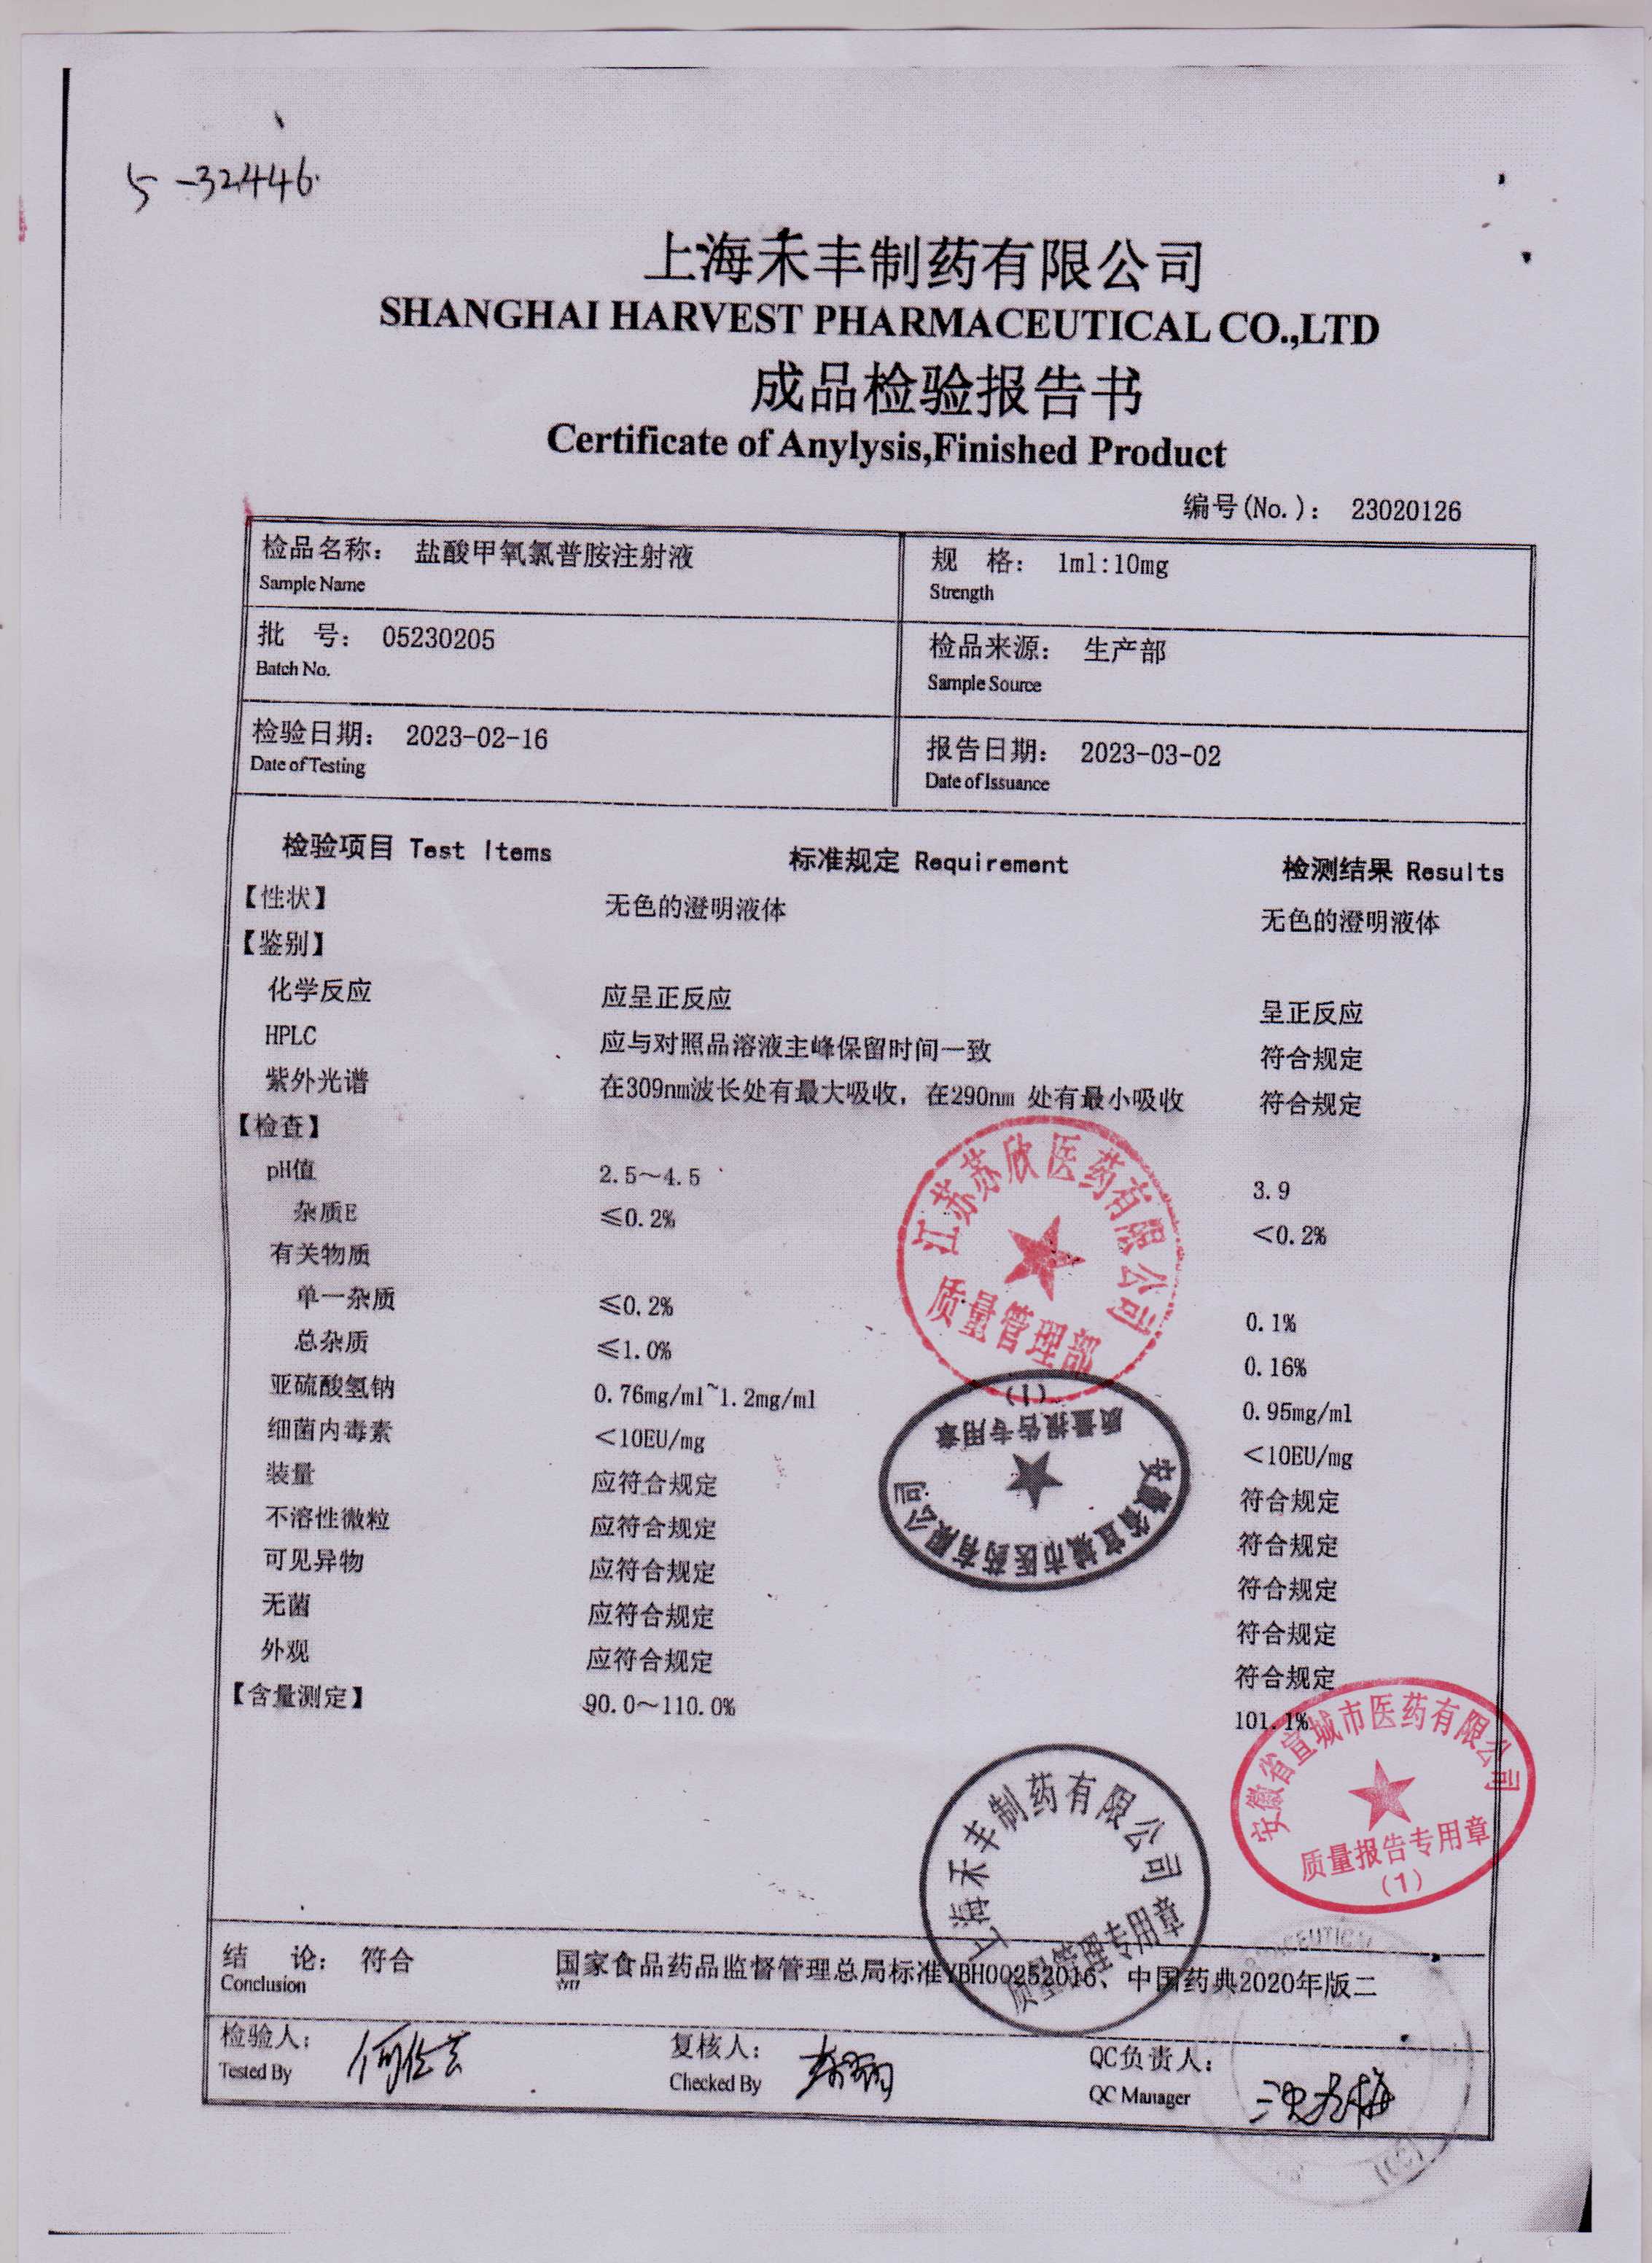 5-32446.
上海禾丰制药有限公司
SHANGHAI HARVEST PHARMACEUTICAL CO.,LTD
成品检验报告书
Certificate of Anylysis,Finished Product
编号(No.): 23020126
检品名称: 盐酸甲氧氯普胺注射液 规 格: 1ml:10mg
Sample Name Strength
批 号: 05230205 检品来源: 生产部
Batch No. Sample Source
检验日期: 2023-02-16 报告日期: 2023-03-02
Date of Testing Date of Issuance
检验项目 Test Items 标准规定 Requirement 检测结果 Results
【性状】 无色的澄明液体 无色的澄明液体
【鉴别】
化学反应 应呈正反应 呈正反应
HPLC 应与对照品溶液主峰保留时间一致 符合规定
紫外光谱 在309nm波长处有最大吸收，在290nm 处有最小吸收 符合规定
【检查】
pH值 2.5～4.5 3.9
杂质E ≤0.2% <0.2%
有关物质
单一杂质 ≤0.2% 0.1%
总杂质 ≤1.0% 0.16%
亚硫酸氢钠 0.76mg/ml~1.2mg/ml 0.95mg/ml
细菌内毒素 <10EU/mg <10EU/mg
装量 应符合规定 符合规定
不溶性微粒 应符合规定 符合规定
可见异物 应符合规定 符合规定
无菌 应符合规定 符合规定
外观 应符合规定 符合规定
【含量测定】 90.0～110.0% 101.1%
江苏苏欣医药有限公司
质量管理部
(1)
安徽省宣城市医药有限公司
质量报告专用章
安徽省宣城市医药有限公司
质量报告专用章
(1)
上海禾丰制药有限公司
质量管理专用章
结 论: 符合 国家食品药品监督管理总局标准YBH00252016、中国药典2020年版二
Conclusion
检验人: 复核人: QC负责人:
Tested By Checked By QC Manager